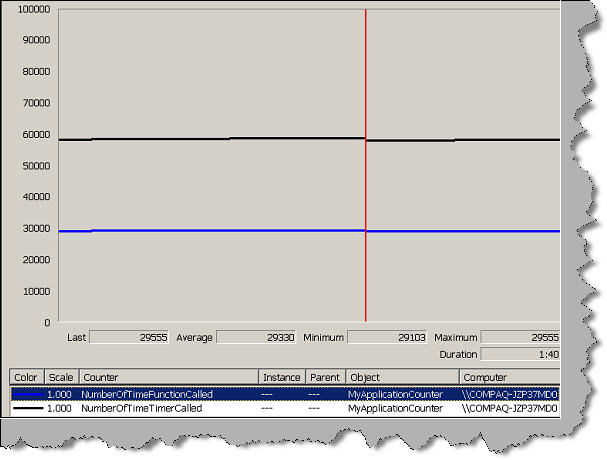 100000
90000
80000
70000
60000
50000
40000
30000
20000
10000
0
Last 29555 Average 29330 Minimum 29103 Maximum 29555
Duration 1:40
Color Scale Counter Instance Parent Object Computer
1.000 NumberOfTimeFunctionCalled --- --- MyApplicationCounter \\COMPAQ-JZP37MD0
1.000 NumberOfTimeTimerCalled --- --- MyApplicationCounter \\COMPAQ-JZP37MD0